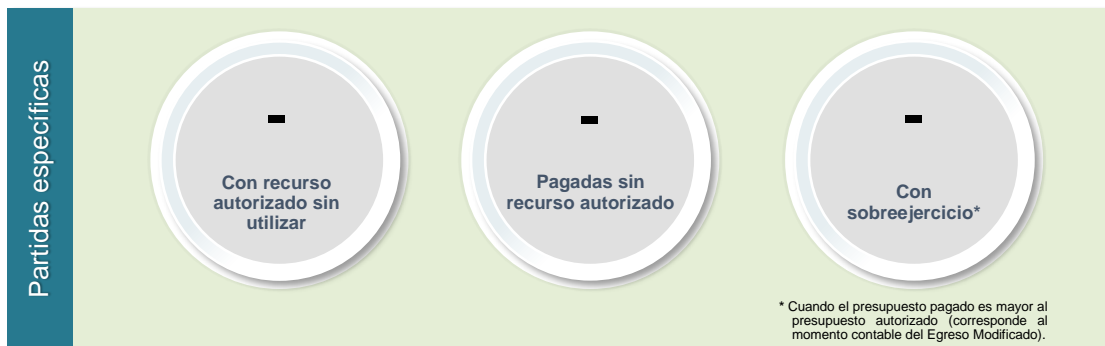 Partidas específicas
-
Con recurso
autorizado sin
utilizar
-
Pagadas sin
recurso autorizado
-
Con
sobreejercicio*
* Cuando el presupuesto pagado es mayor al
presupuesto autorizado (corresponde al
momento contable del Egreso Modificado).